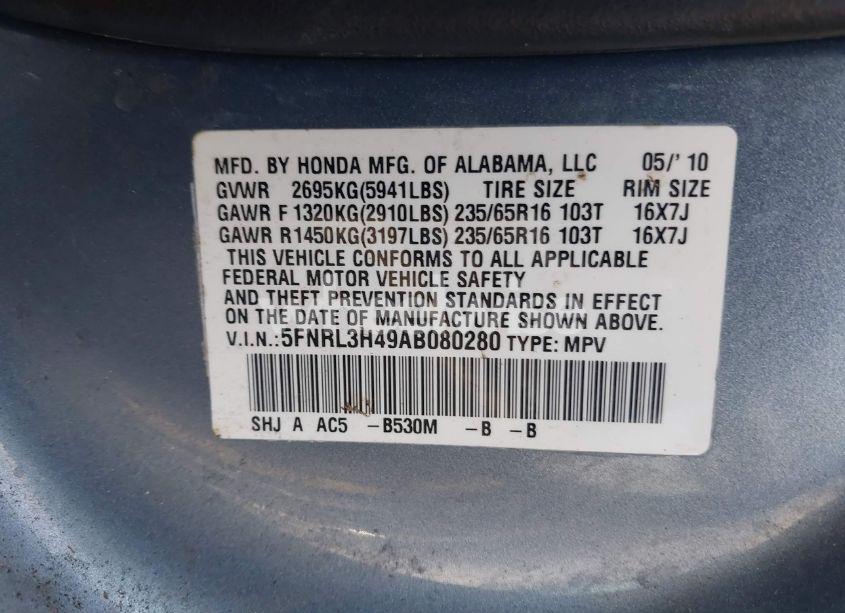 MFD. BY HONDA MFG. OF ALABAMA, LLC 05/' 10
GVWR 2695KG(5941LBS) TIRE SIZE RIM SIZE
GAWR F 1320KG(2910LBS) 235/65R16 103T 16X7J
GAWR R1450KG(3197LBS) 235/65R16 103T 16X7J
THIS VEHICLE CONFORMS TO ALL APPLICABLE
FEDERAL MOTOR VEHICLE SAFETY
AND THEFT PREVENTION STANDARDS IN EFFECT
ON THE DATE OF MANUFACTURE SHOWN ABOVE.
V.I.N.: 5FNRL3H49AB080280 TYPE: MPV
SHJ A AC5 -B530M -B -B